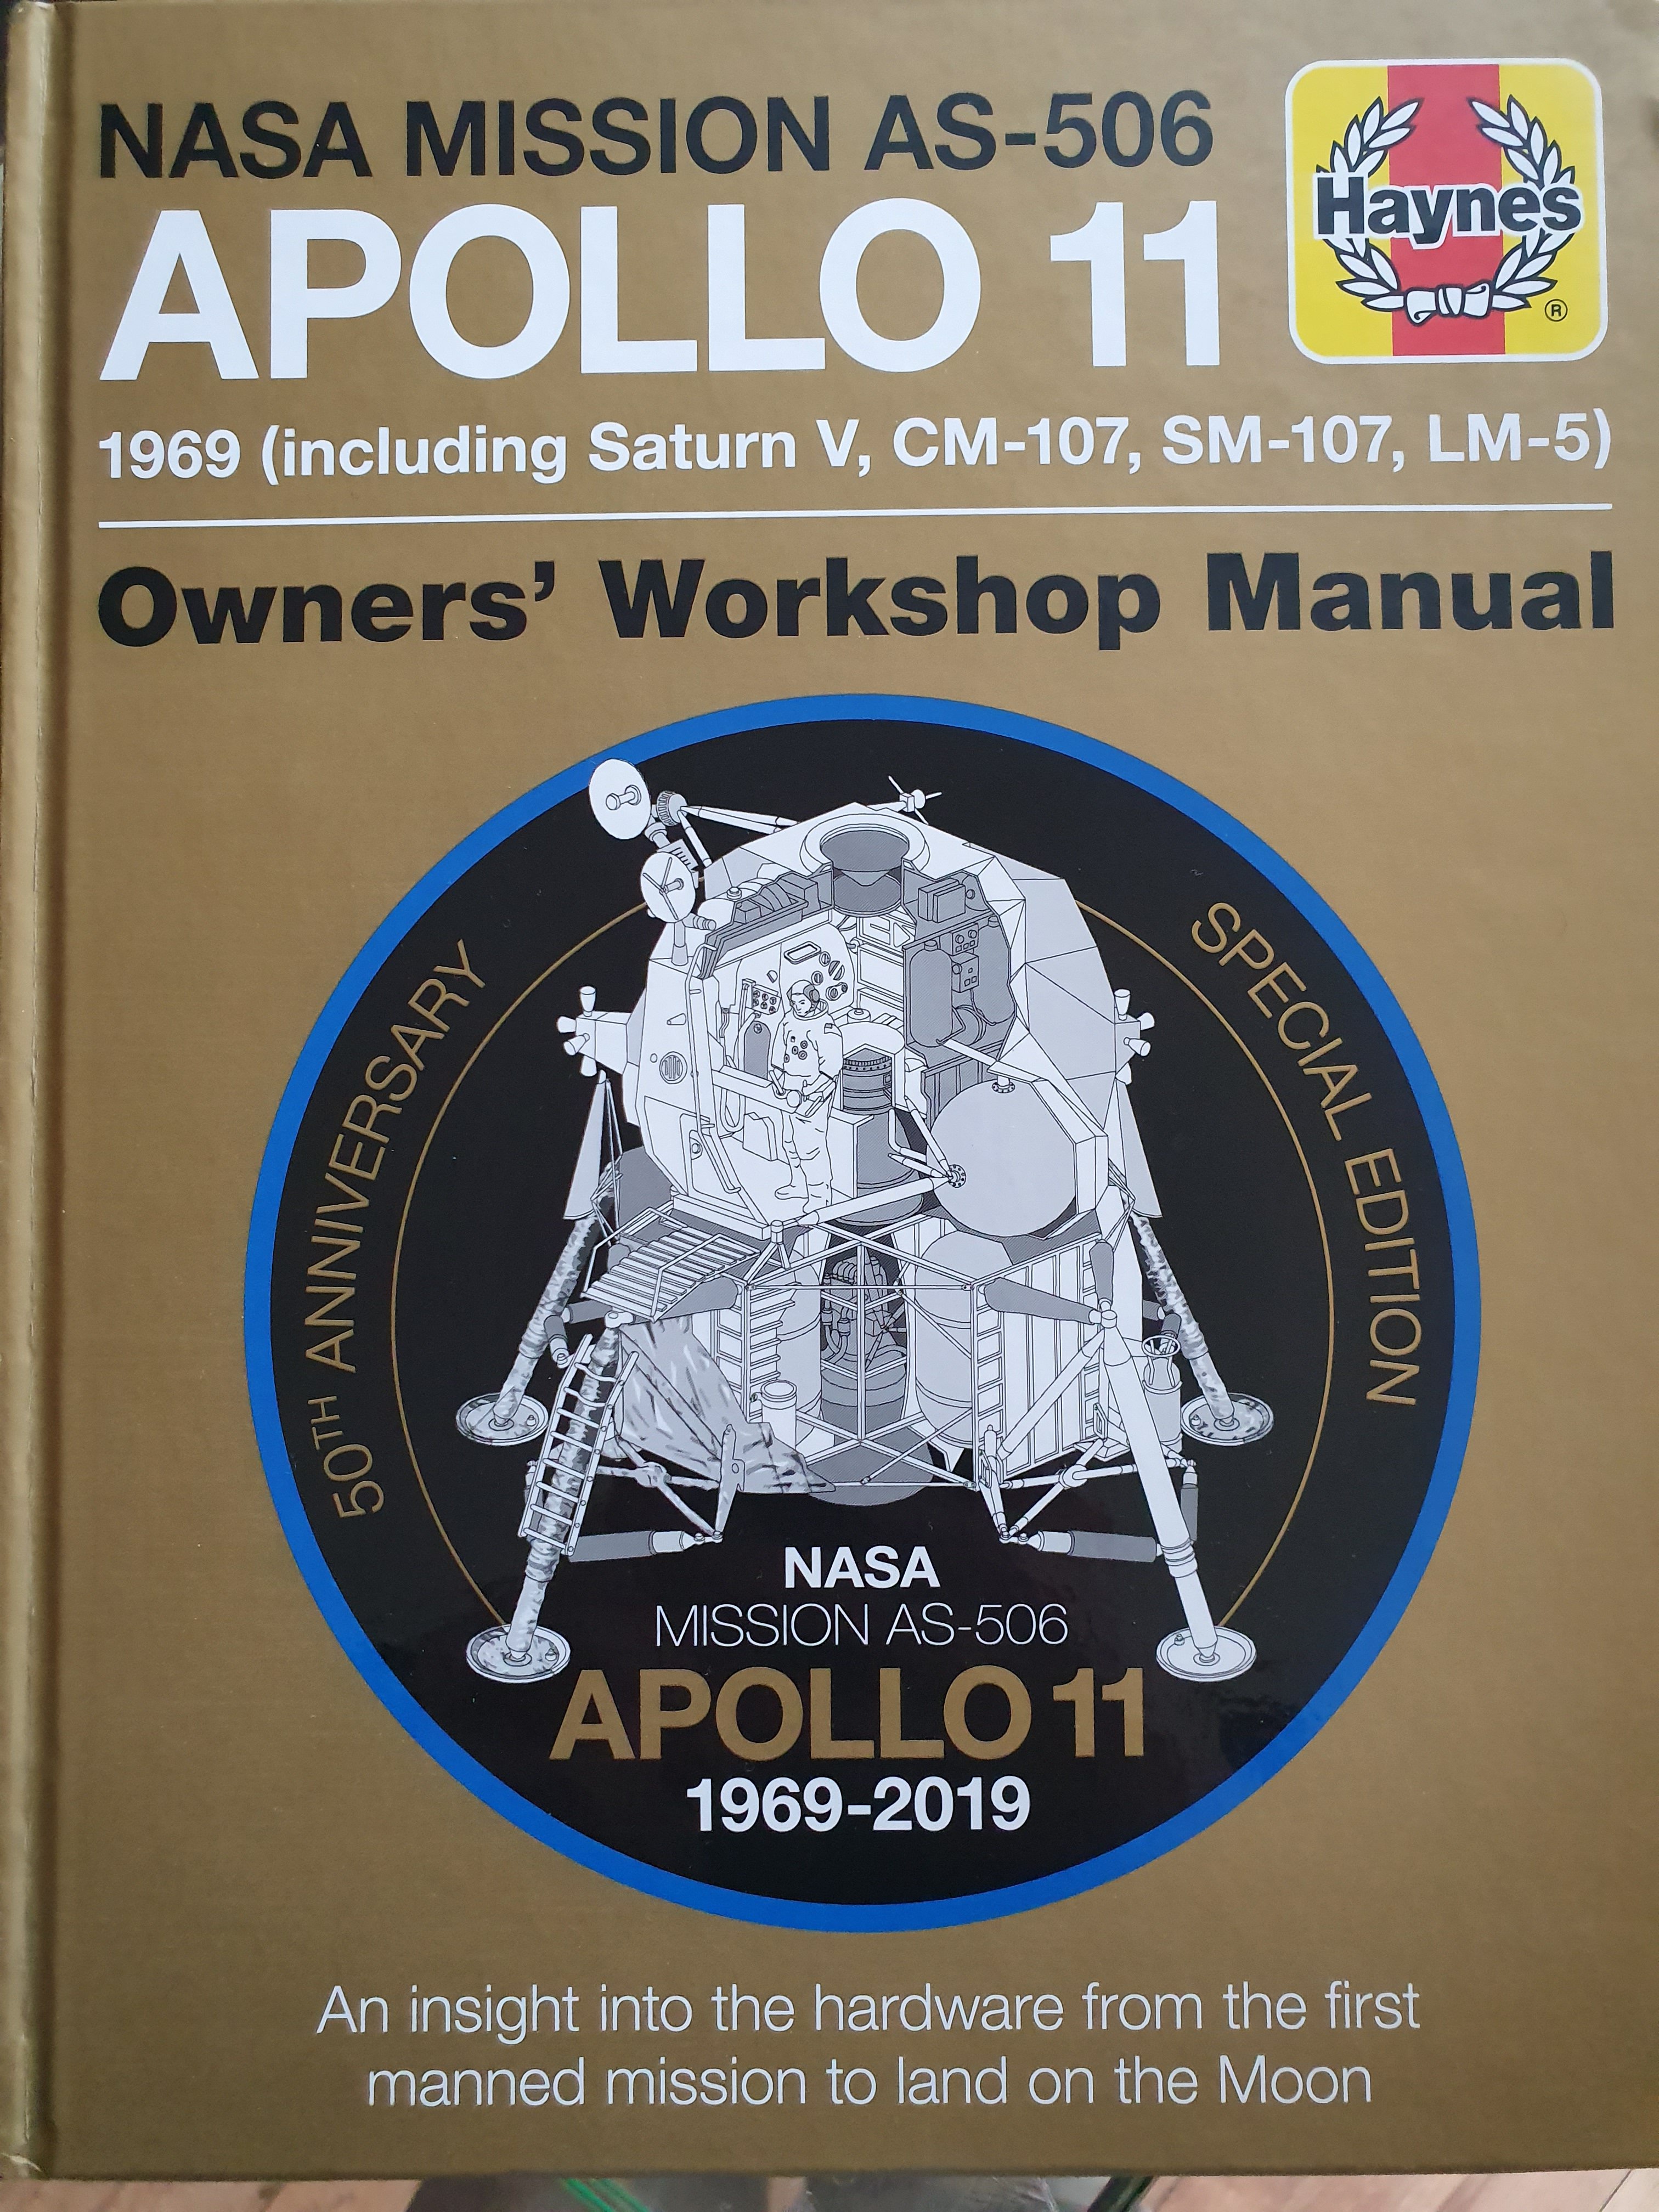 NASA MISSION AS-506
APOLLO 11
Haynes
®
1969 (including Saturn V, CM-107, SM-107, LM-5)
Owners’ Workshop Manual
50TH ANNIVERSARY
SPECIAL EDITION
NASA
MISSION AS-506
APOLLO 11
1969-2019
An insight into the hardware from the first
manned mission to land on the Moon